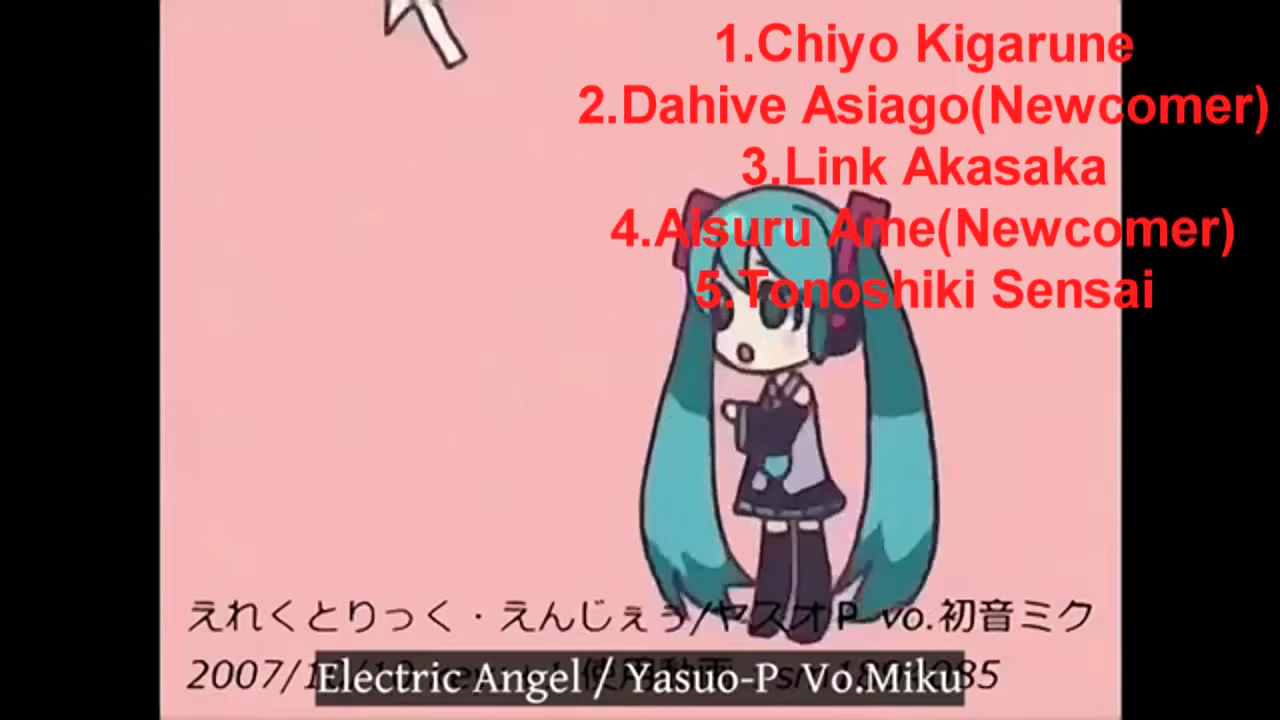 1.Chiyo Kigarune
2.Dahive Asiago(Newcomer)
3.Link Akasaka
4.Aisuru Ame(Newcomer)
5.Tonoshiki Sensai
えれくとりっく・えんじぇぅ/ヤスオP vo.初音ミク
2007/1
Electric Angel / Yasuo-P Vo.Miku